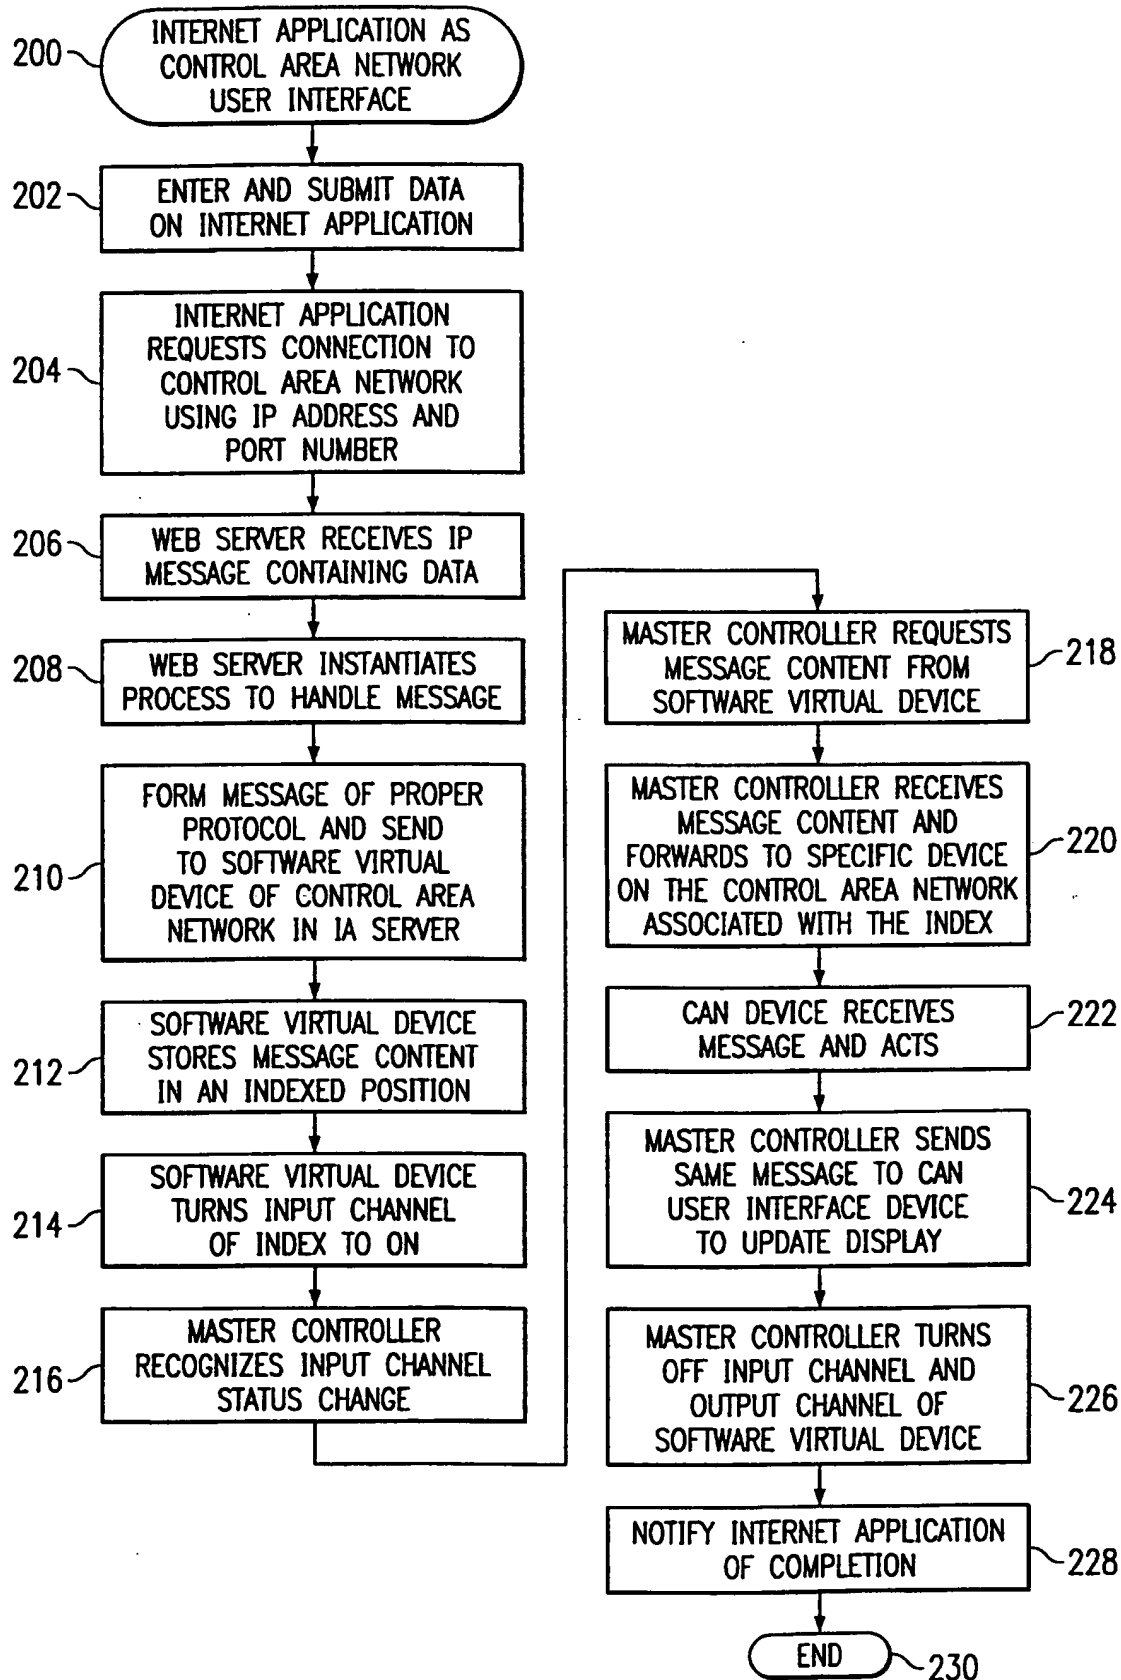 200
INTERNET APPLICATION AS
CONTROL AREA NETWORK
USER INTERFACE
202
ENTER AND SUBMIT DATA
ON INTERNET APPLICATION
204
INTERNET APPLICATION
REQUESTS CONNECTION TO
CONTROL AREA NETWORK
USING IP ADDRESS AND
PORT NUMBER
206
WEB SERVER RECEIVES IP
MESSAGE CONTAINING DATA
208
WEB SERVER INSTANTIATES
PROCESS TO HANDLE MESSAGE
210
FORM MESSAGE OF PROPER
PROTOCOL AND SEND
TO SOFTWARE VIRTUAL
DEVICE OF CONTROL AREA
NETWORK IN IA SERVER
212
SOFTWARE VIRTUAL DEVICE
STORES MESSAGE CONTENT
IN AN INDEXED POSITION
214
SOFTWARE VIRTUAL DEVICE
TURNS INPUT CHANNEL
OF INDEX TO ON
216
MASTER CONTROLLER
RECOGNIZES INPUT CHANNEL
STATUS CHANGE
MASTER CONTROLLER REQUESTS
MESSAGE CONTENT FROM
SOFTWARE VIRTUAL DEVICE
218
MASTER CONTROLLER RECEIVES
MESSAGE CONTENT AND
FORWARDS TO SPECIFIC DEVICE
ON THE CONTROL AREA NETWORK
ASSOCIATED WITH THE INDEX
220
CAN DEVICE RECEIVES
MESSAGE AND ACTS
222
MASTER CONTROLLER SENDS
SAME MESSAGE TO CAN
USER INTERFACE DEVICE
TO UPDATE DISPLAY
224
MASTER CONTROLLER TURNS
OFF INPUT CHANNEL AND
OUTPUT CHANNEL OF
SOFTWARE VIRTUAL DEVICE
226
NOTIFY INTERNET APPLICATION
OF COMPLETION
228
END
230